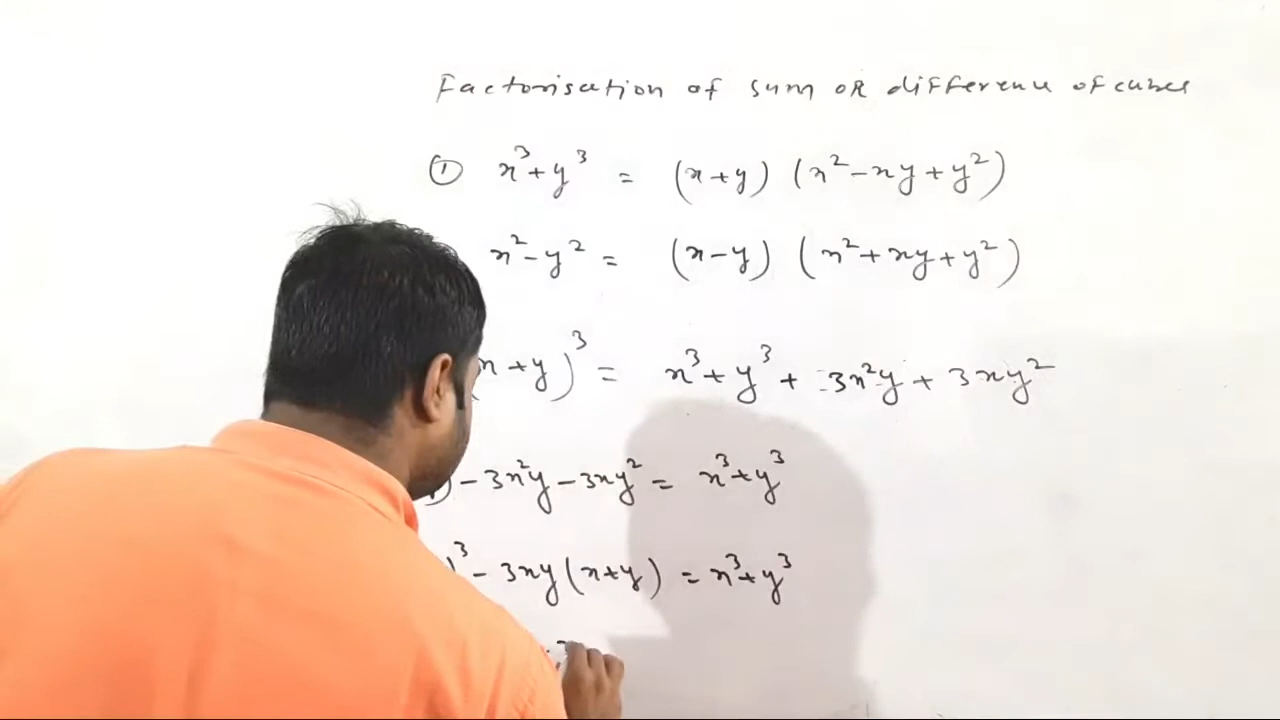 Factorisation of sum OR difference of cubes
① x³+y³ = (x+y) (x²-xy+y²)
x²-y² = (x-y) (x²+xy+y²)
x+y)³ = x³+y³+3x²y+3xy²
) -3x²y-3xy² = x³+y³
)³-3xy(x+y) = x³+y³